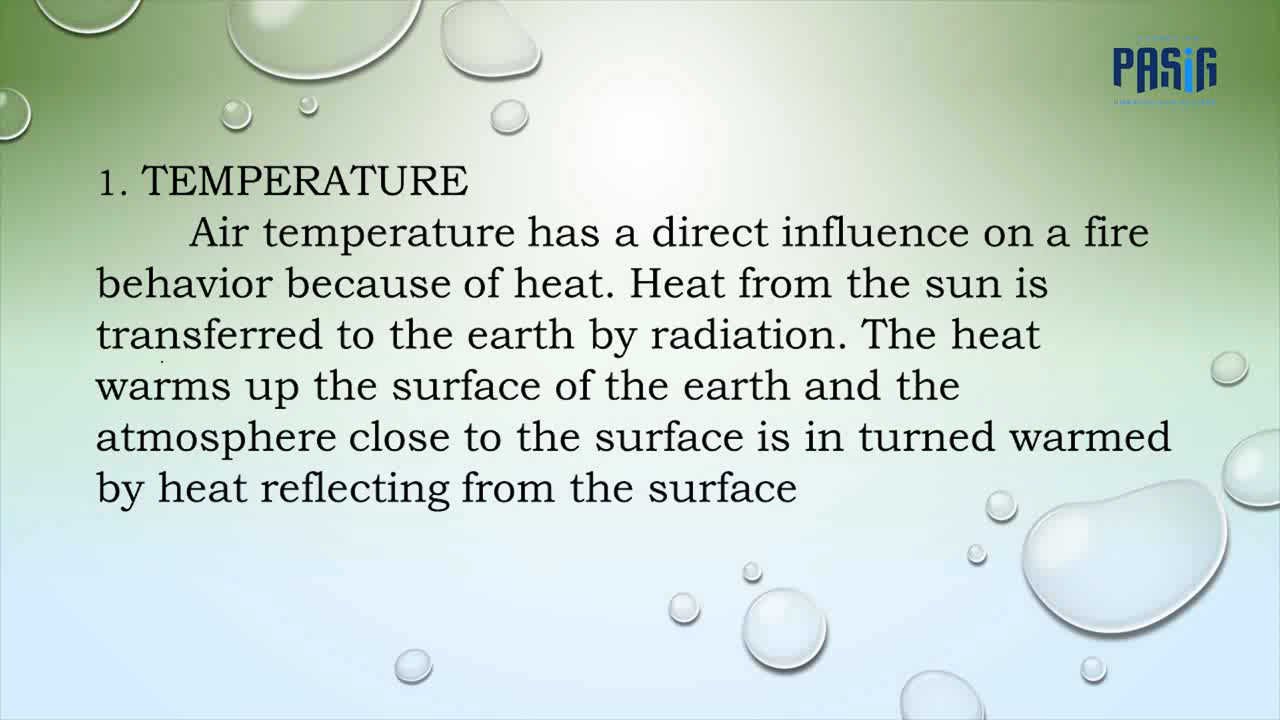 PASiG
1. TEMPERATURE
Air temperature has a direct influence on a fire
behavior because of heat. Heat from the sun is
transferred to the earth by radiation. The heat
warms up the surface of the earth and the
atmosphere close to the surface is in turned warmed
by heat reflecting from the surface